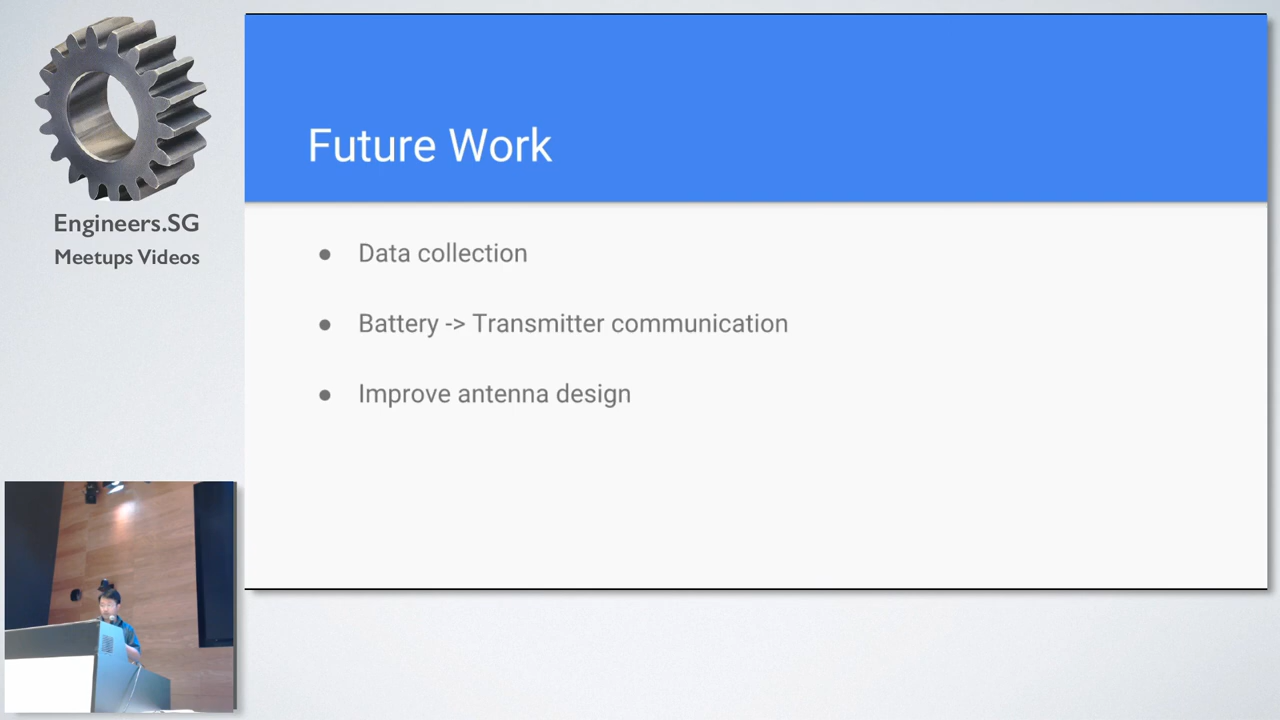 Engineers.SG
Meetups Videos
Future Work
● Data collection
● Battery -> Transmitter communication
● Improve antenna design